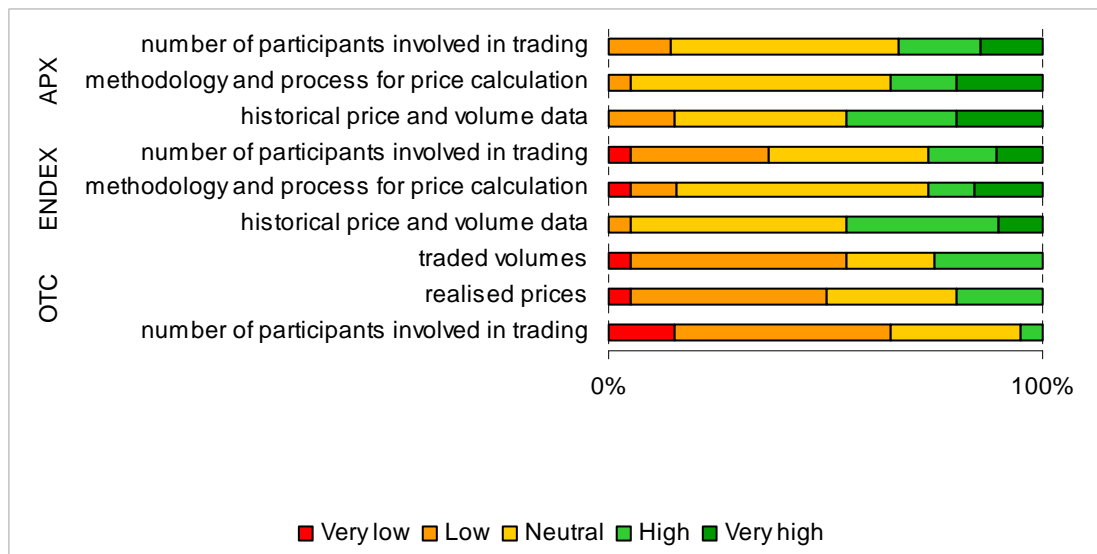 APX
number of participants involved in trading
methodology and process for price calculation
historical price and volume data
ENDEX
number of participants involved in trading
methodology and process for price calculation
historical price and volume data
OTC
traded volumes
realised prices
number of participants involved in trading
0% 100%
Very low Low Neutral High Very high